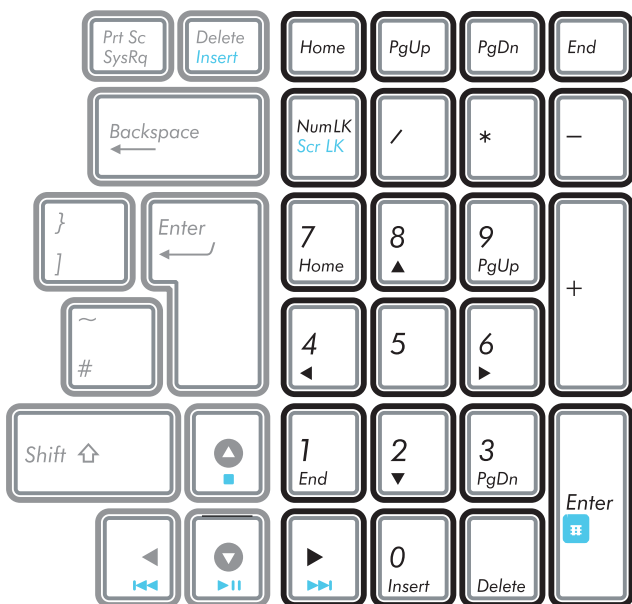 Prt Sc
SysRq
Delete
Insert
Home
PgUp
PgDn
End
Backspace
NumLK
Scr LK
/
*
−
}
]
Enter
7
Home
8
9
PgUp
+
~
#
4
5
6
Shift
1
End
2
3
PgDn
Enter
0
Insert
Delete